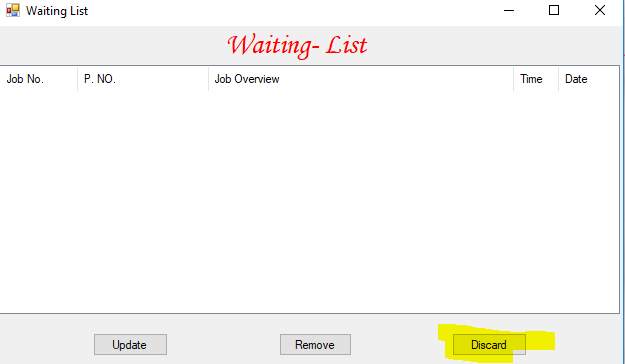 Waiting List
Waiting- List
Job No. P. NO. Job Overview Time Date
Update Remove Discard